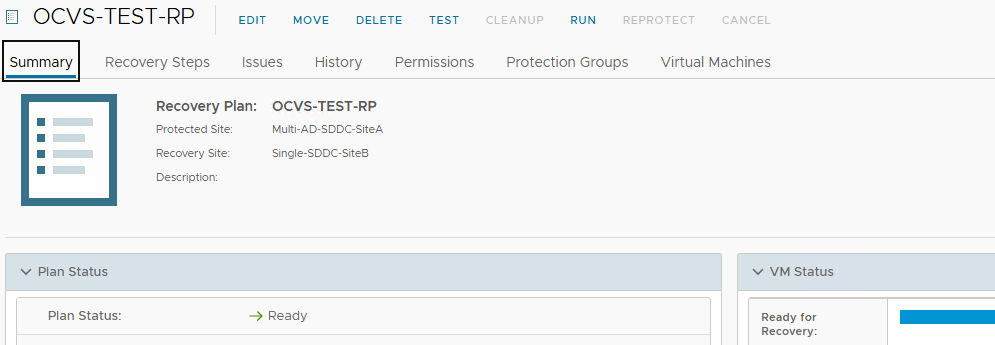 OCVS-TEST-RP EDIT MOVE DELETE TEST CLEANUP RUN REPROTECT CANCEL
Summary Recovery Steps Issues History Permissions Protection Groups Virtual Machines
Recovery Plan: OCVS-TEST-RP
Protected Site: Multi-AD-SDDC-SiteA
Recovery Site: Single-SDDC-SiteB
Description:
Plan Status
Plan Status: Ready
VM Status
Ready for
Recovery: